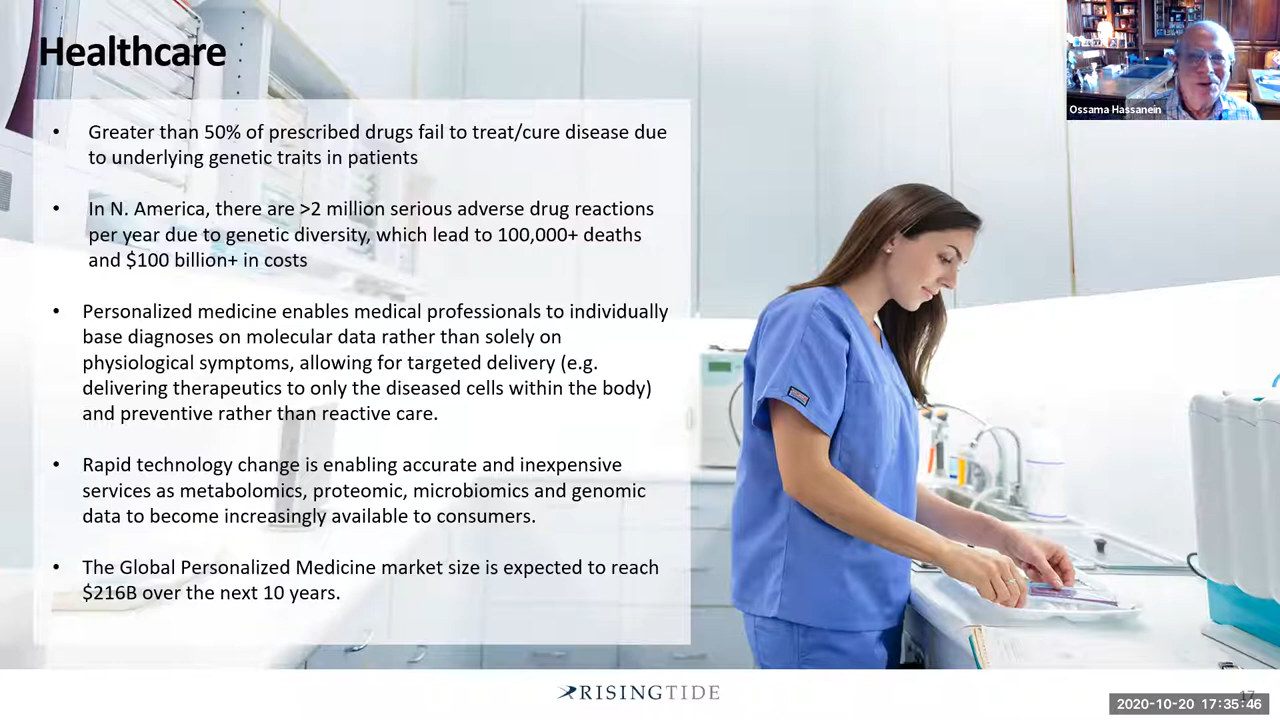 Healthcare
Ossama Hassanein
• Greater than 50% of prescribed drugs fail to treat/cure disease due
to underlying genetic traits in patients
• In N. America, there are >2 million serious adverse drug reactions
per year due to genetic diversity, which lead to 100,000+ deaths
and $100 billion+ in costs
• Personalized medicine enables medical professionals to individually
base diagnoses on molecular data rather than solely on
physiological symptoms, allowing for targeted delivery (e.g.
delivering therapeutics to only the diseased cells within the body)
and preventive rather than reactive care.
• Rapid technology change is enabling accurate and inexpensive
services as metabolomics, proteomic, microbiomics and genomic
data to become increasingly available to consumers.
• The Global Personalized Medicine market size is expected to reach
$216B over the next 10 years.
RISINGTIDE
17
2020-10-20 17:35:46